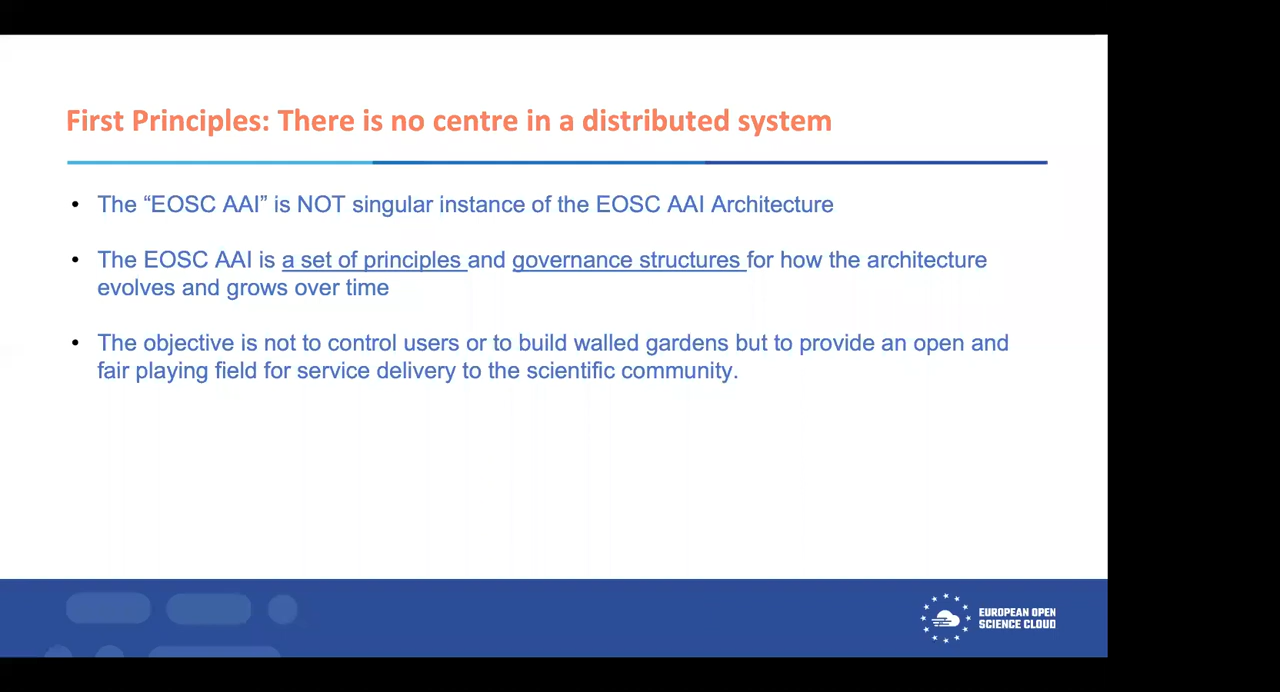 First Principles: There is no centre in a distributed system
• The “EOSC AAI” is NOT singular instance of the EOSC AAI Architecture
• The EOSC AAI is a set of principles and governance structures for how the architecture
evolves and grows over time
• The objective is not to control users or to build walled gardens but to provide an open and
fair playing field for service delivery to the scientific community.
EUROPEAN OPEN
SCIENCE CLOUD